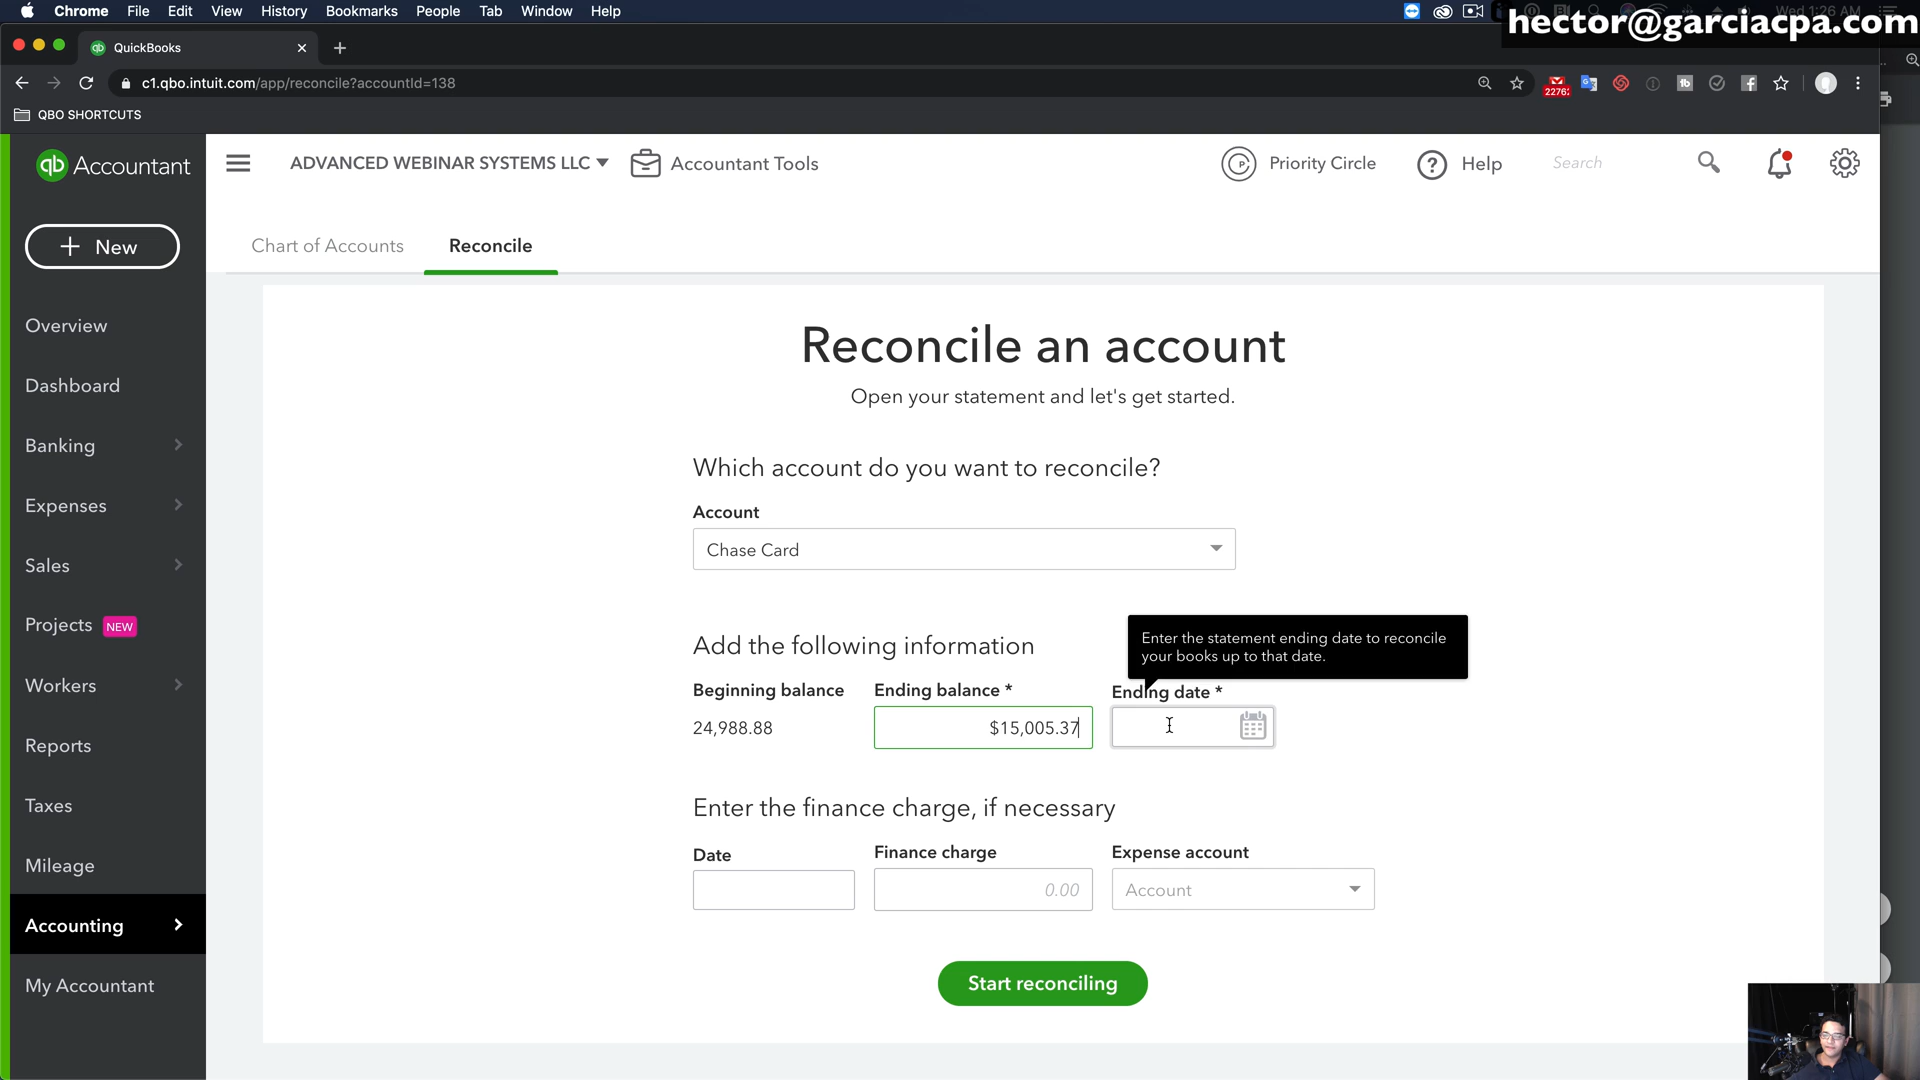 Chrome File Edit View History Bookmarks People Tab Window Help
Wed 1:26 AM
hector@garciacpa.com
QuickBooks
c1.qbo.intuit.com/app/reconcile?accountId=138
QBO SHORTCUTS
qb Accountant
ADVANCED WEBINAR SYSTEMS LLC
Accountant Tools
Priority Circle
Help
Search
+ New
Chart of Accounts
Reconcile
Overview
Dashboard
Banking
Expenses
Sales
Projects NEW
Workers
Reports
Taxes
Mileage
Accounting
My Accountant
Reconcile an account
Open your statement and let's get started.
Which account do you want to reconcile?
Account
Chase Card
Add the following information
Enter the statement ending date to reconcile
your books up to that date.
Beginning balance Ending balance * Ending date *
24,988.88 $15,005.37
Enter the finance charge, if necessary
Date Finance charge Expense account
0.00 Account
Start reconciling